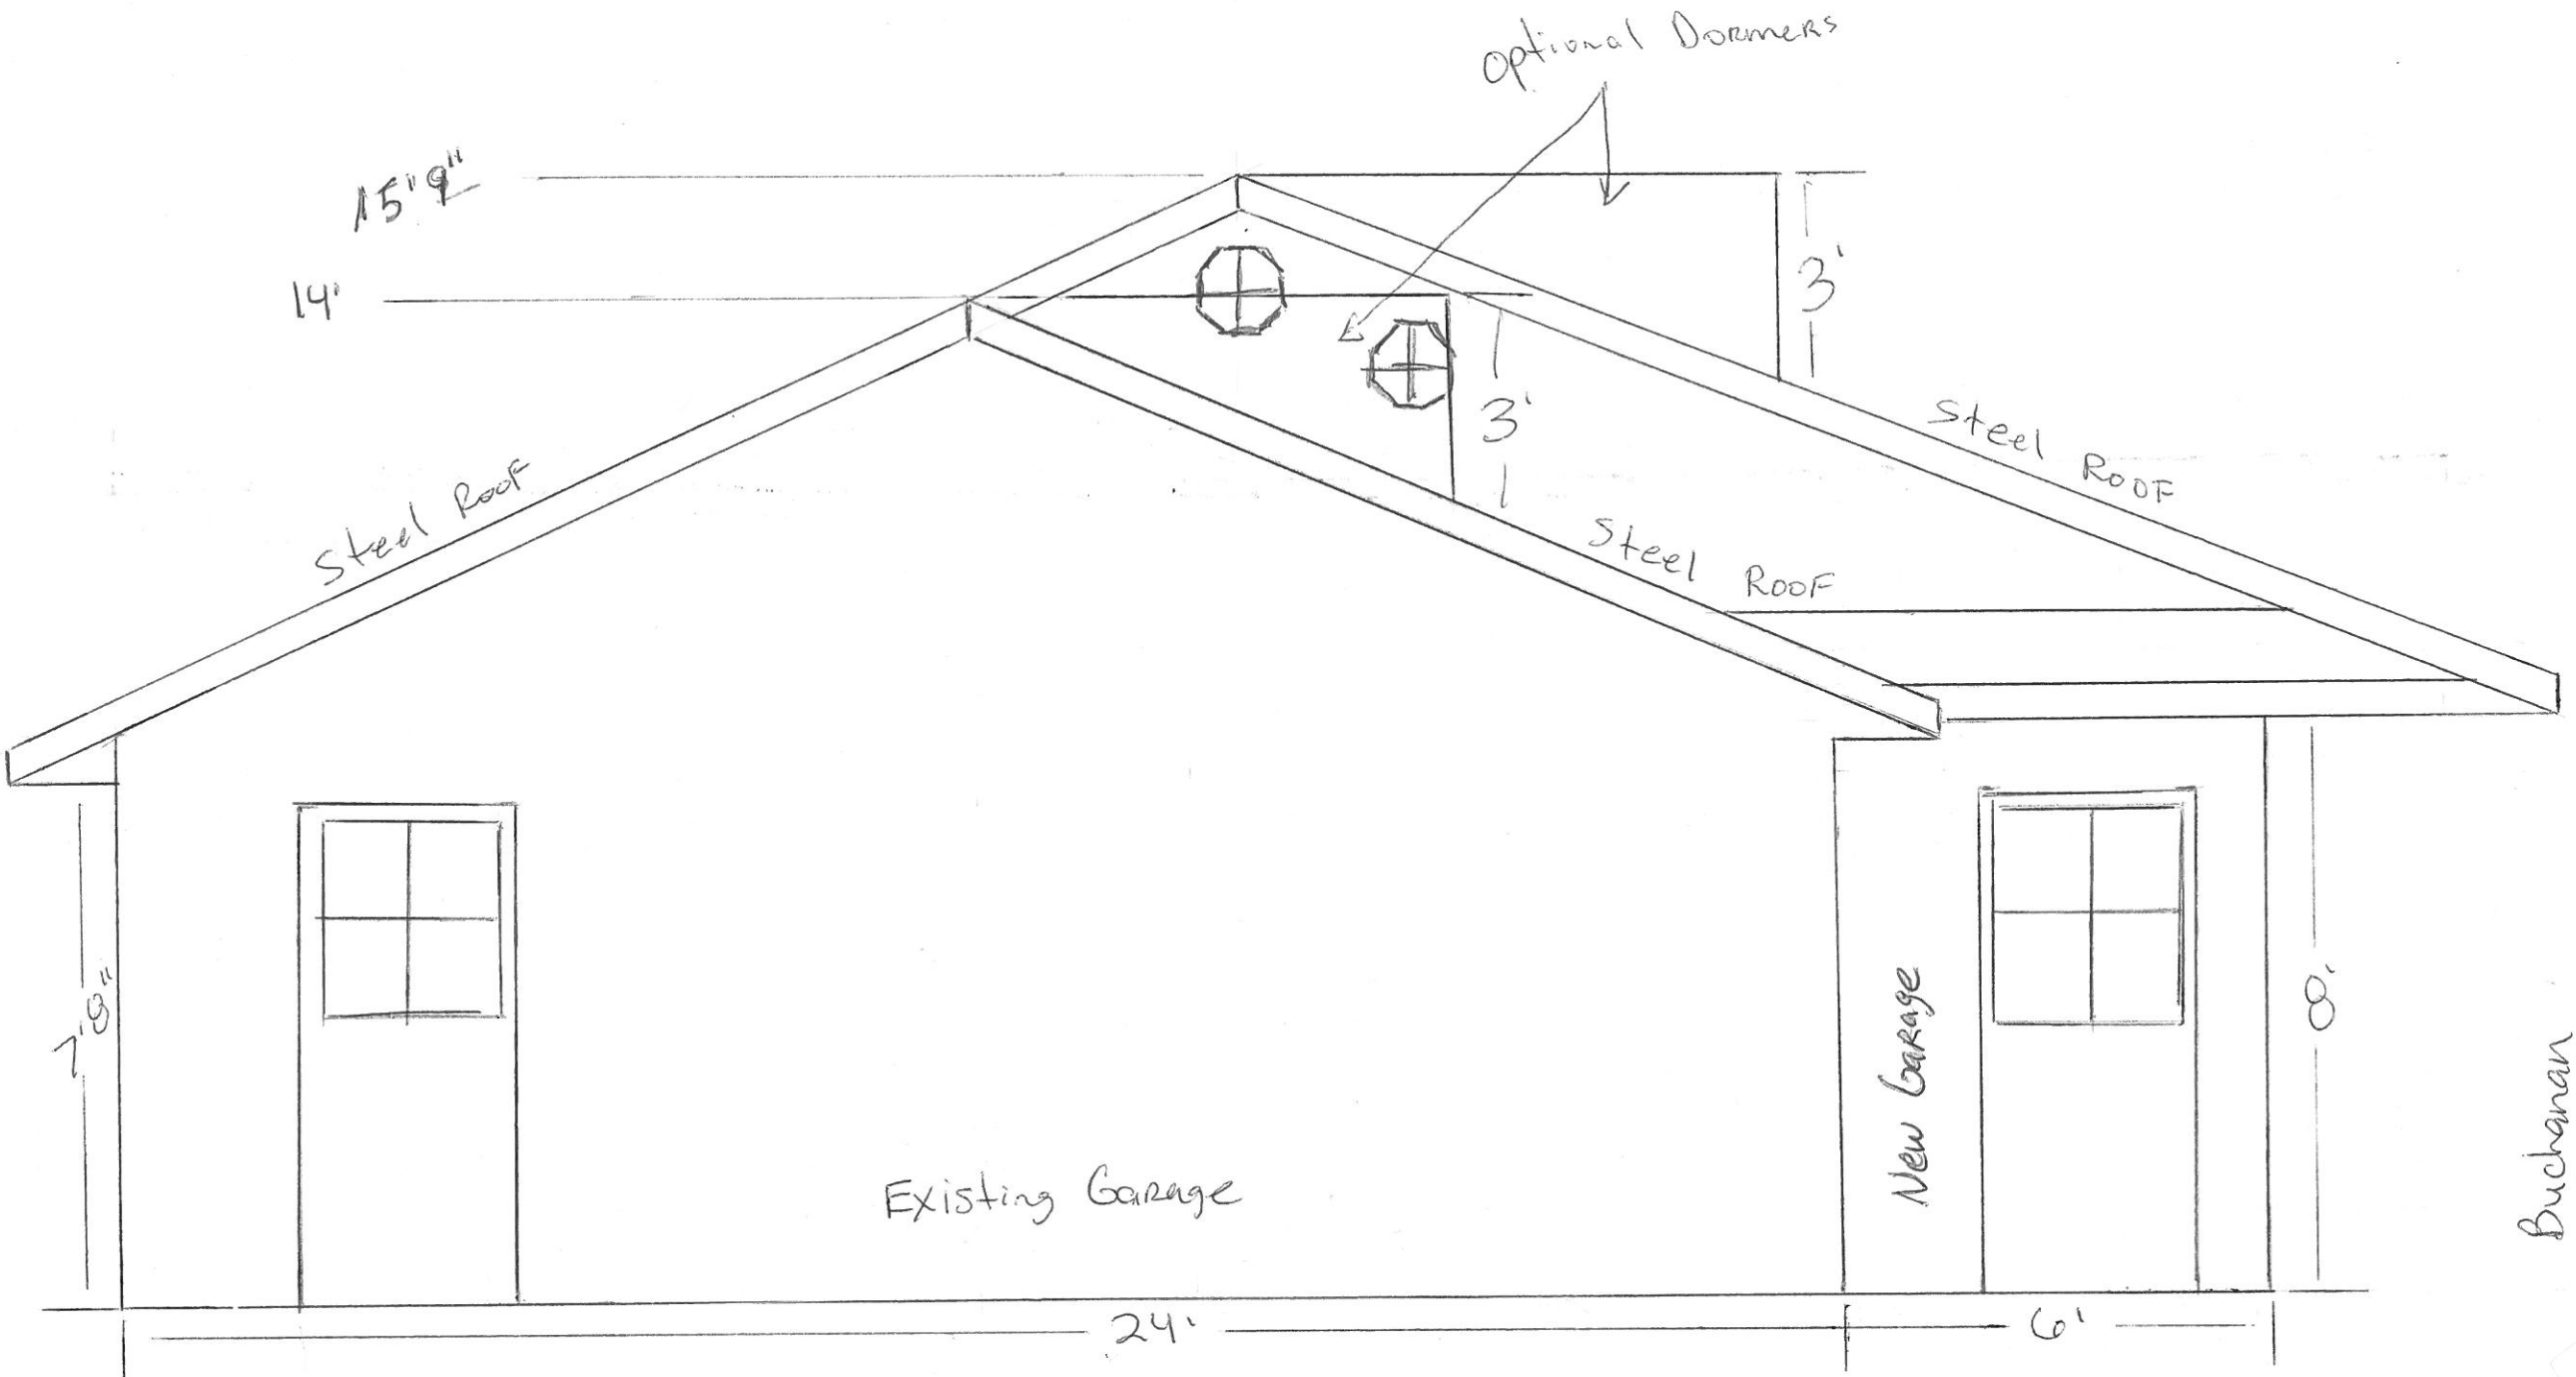 Optional Dormers
15'9"
14'
3'
3'
Steel Roof
Steel Roof
Steel Roof
7'8"
8'
New Garage
Existing Garage
Buchanan
24'
6'